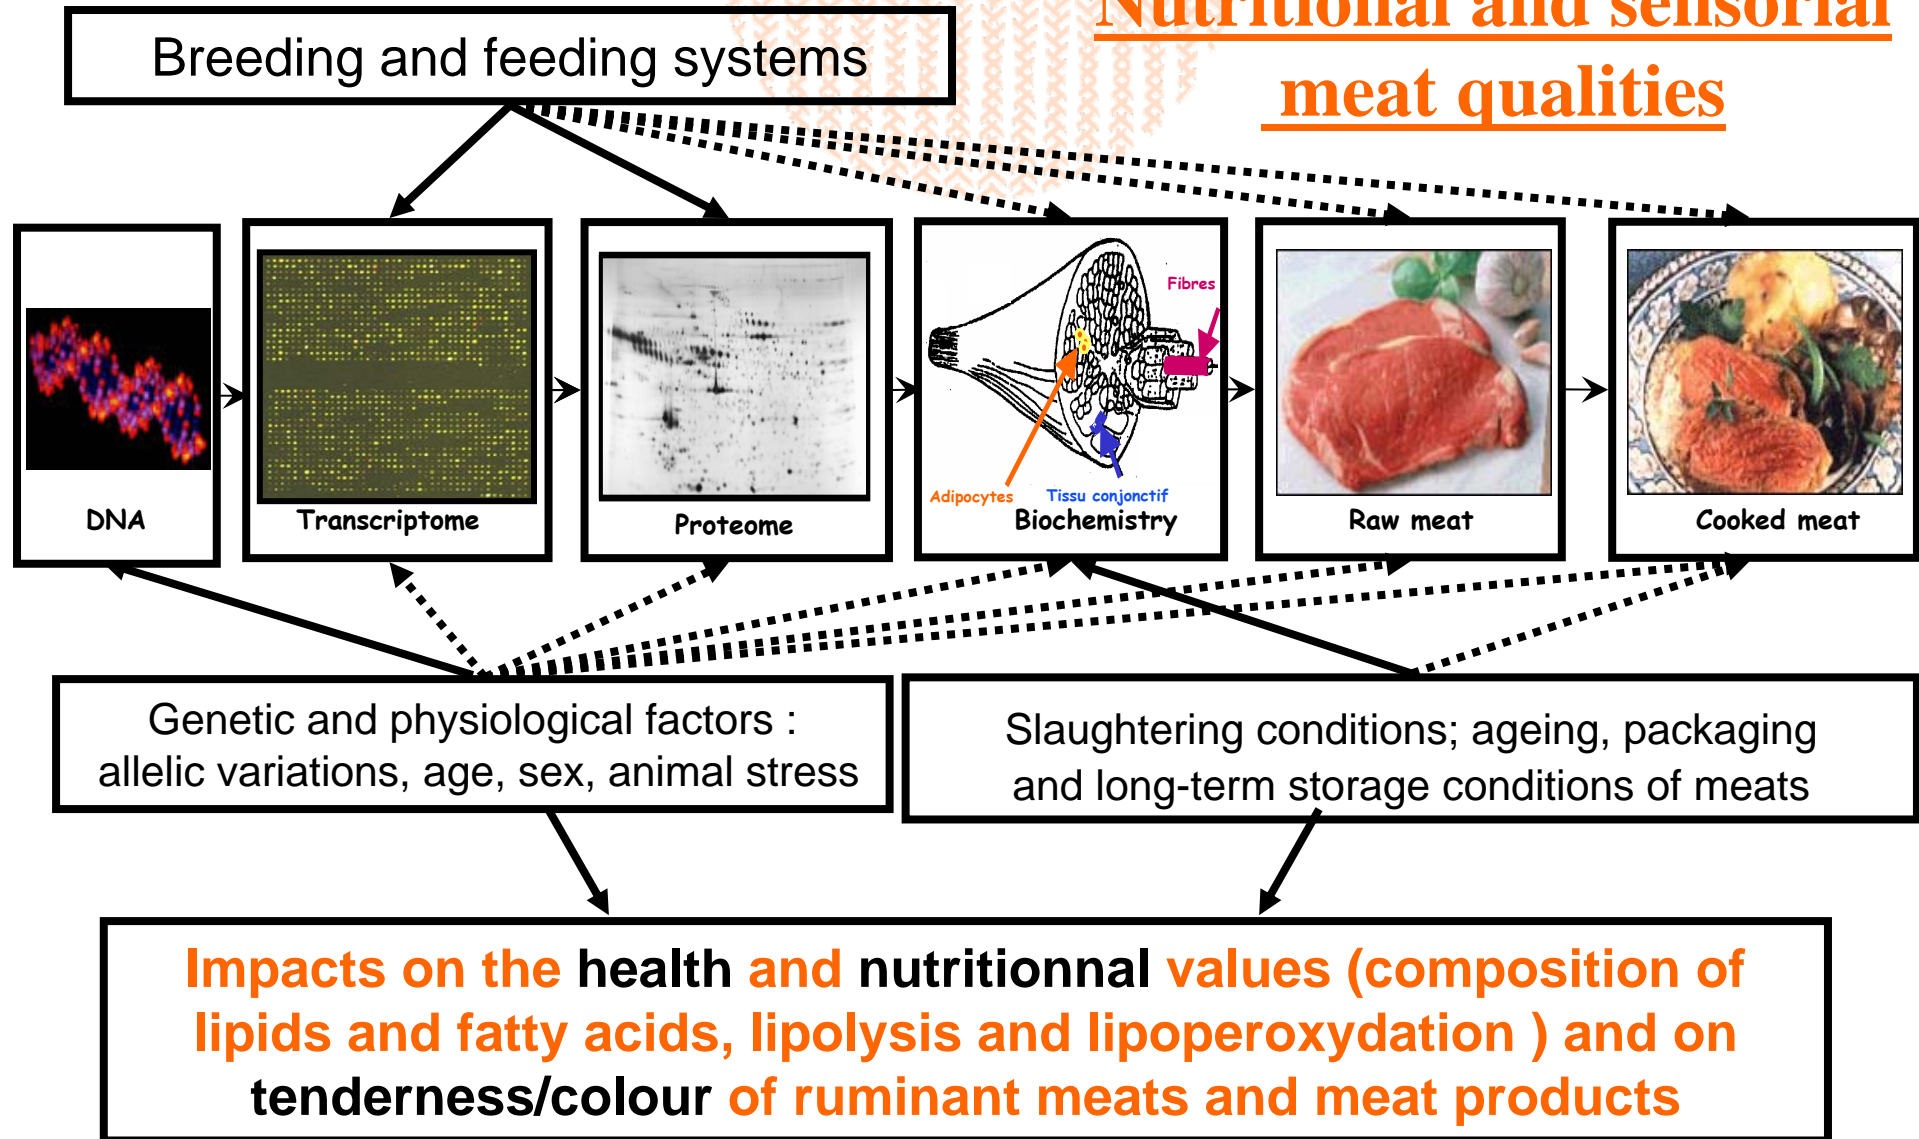 Nutritional and sensorial
meat qualities
Breeding and feeding systems
DNA
Transcriptome
Proteome
Fibres
Adipocytes
Tissu conjonctif
Biochemistry
Raw meat
Cooked meat
Genetic and physiological factors :
allelic variations, age, sex, animal stress
Slaughtering conditions; ageing, packaging
and long-term storage conditions of meats
Impacts on the health and nutritionnal values (composition of
lipids and fatty acids, lipolysis and lipoperoxydation ) and on
tenderness/colour of ruminant meats and meat products